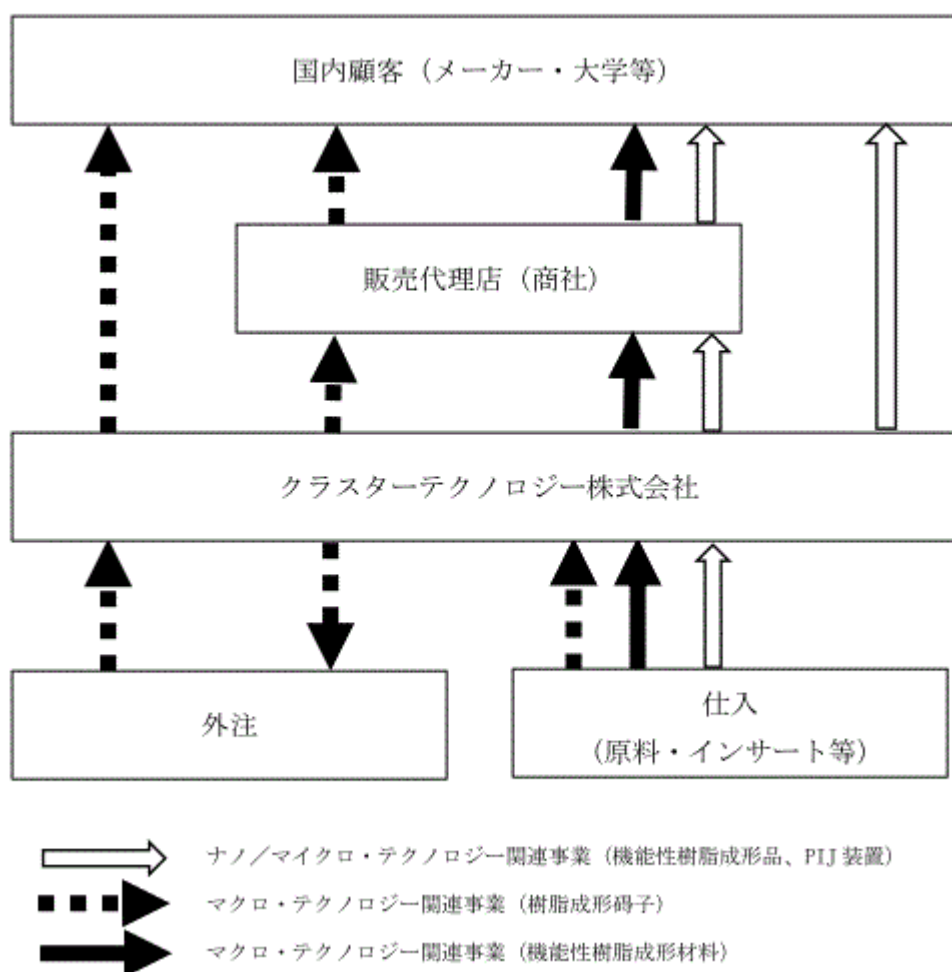 国内顧客（メーカー・大学等）
販売代理店（商社）
クラスターテクノロジー株式会社
外注
仕入
（原料・インサート等）
ナノ／マイクロ・テクノロジー関連事業（機能性樹脂成形品、PIJ装置）
マクロ・テクノロジー関連事業（樹脂成形碍子）
マクロ・テクノロジー関連事業（機能性樹脂成形材料）